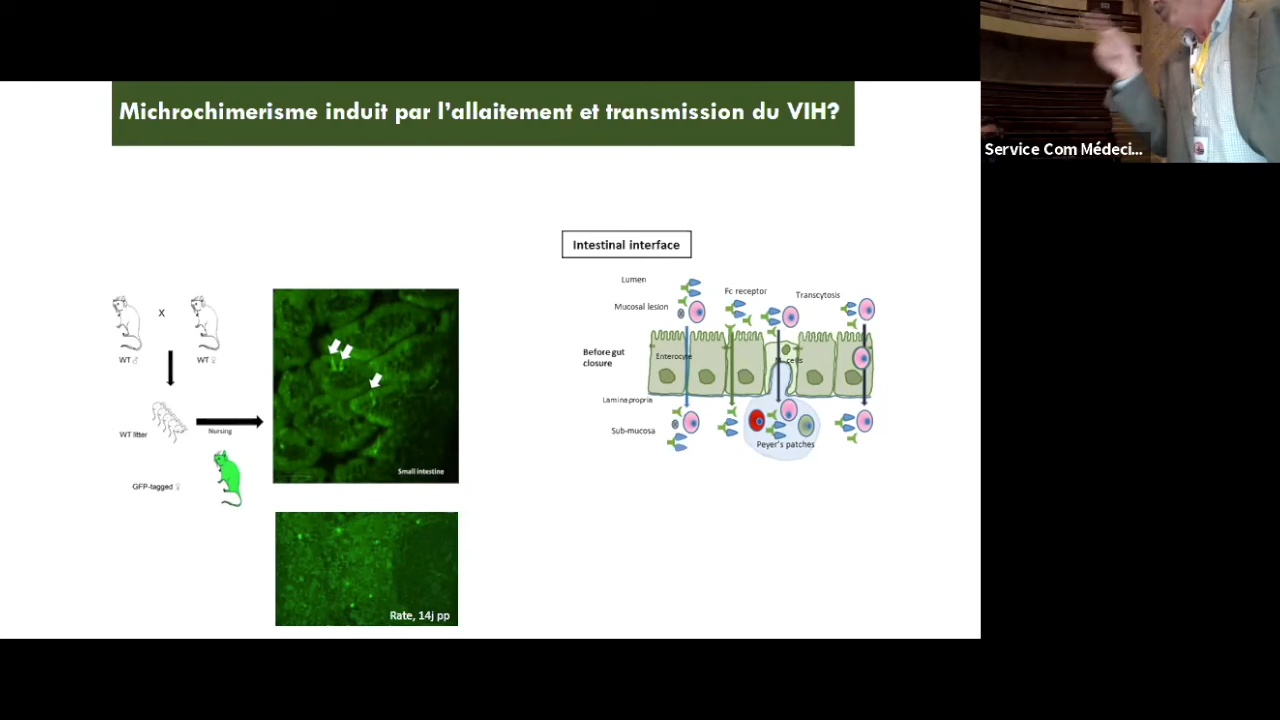 Michrochimerisme induit par l'allaitement et transmission du VIH?
Service Com Médeci...
Intestinal interface
Lumen
Fc receptor
Transcytosis
Mucosal lesion
Before gut
closure
Enterocyte
M cells
Lamina propria
Sub-mucosa
Peyer's patches
X
WT ♂
WT ♀
WT litter
Nursing
GFP-tagged ♀
Small intestine
Rate, 14j pp